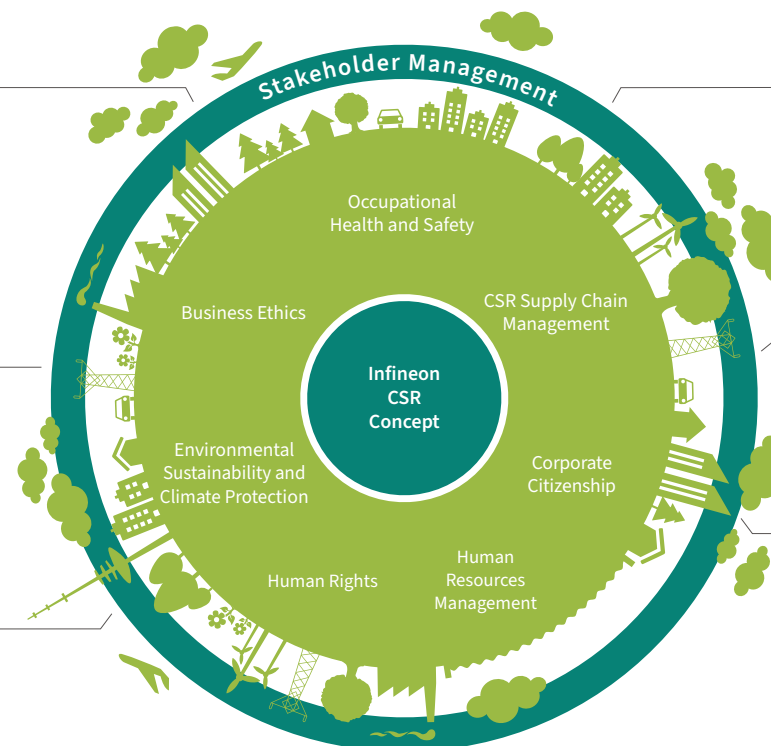 Stakeholder Management
Occupational
Health and Safety
Business Ethics
CSR Supply Chain
Management
Infineon
CSR
Concept
Environmental
Sustainability and
Climate Protection
Corporate
Citizenship
Human Rights
Human
Resources
Management